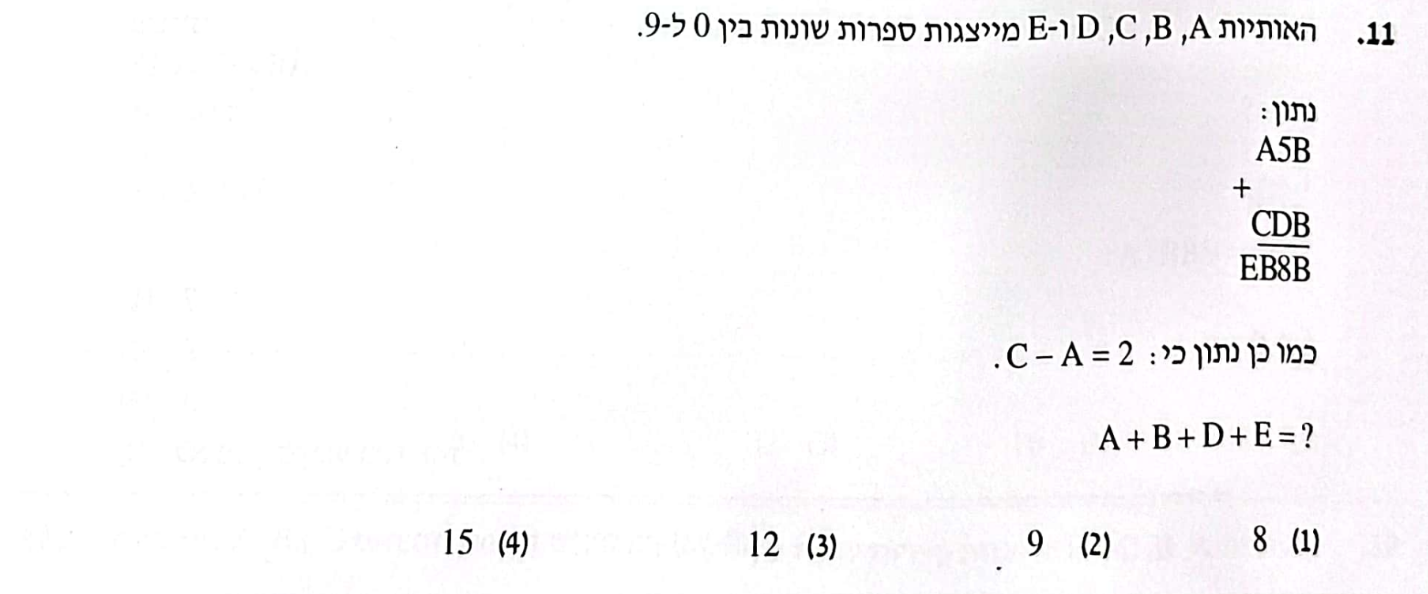 11. האותיות A, B, C, D ו-E מייצגות ספרות שונות בין 0 ל-9.
נתון:
A5B
+
CDB
EB8B
כמו כן נתון כי: C – A = 2.
A + B + D + E = ?
(1) 8 (2) 9 (3) 12 (4) 15